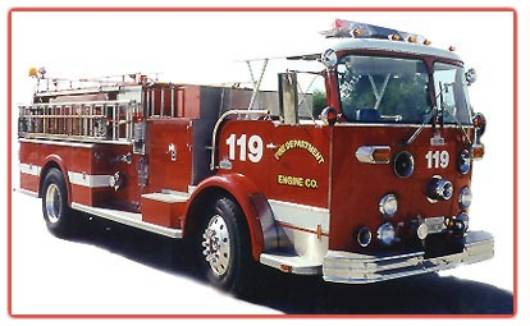 119
FIRE DEPARTMENT
ENGINE CO.
119